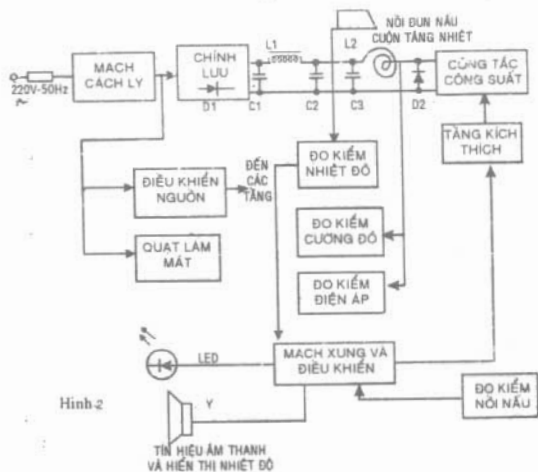 NỒI ĐUN NẤU
CUỘN TĂNG NHIỆT
L1
L2
220V-50Hz
~
MẠCH
CÁCH LY
CHỈNH
LƯU
D1
C1
C2
C3
D2
CÔNG TẮC
CÔNG SUẤT
TẦNG KÍCH
THÍCH
ĐIỀU KHIỂN
NGUỒN
ĐẾN
CÁC
TẦNG
QUẠT LÀM
MÁT
ĐO KIỂM
NHIỆT ĐỘ
ĐO KIỂM
CƯỜNG ĐỘ
ĐO KIỂM
ĐIỆN ÁP
LED
MẠCH XUNG VÀ
ĐIỀU KHIỂN
ĐO KIỂM
NỒI NẤU
Hình-2
Y
TÍN HIỆU ÂM THANH
VÀ HIỂN THỊ NHIỆT ĐỘ